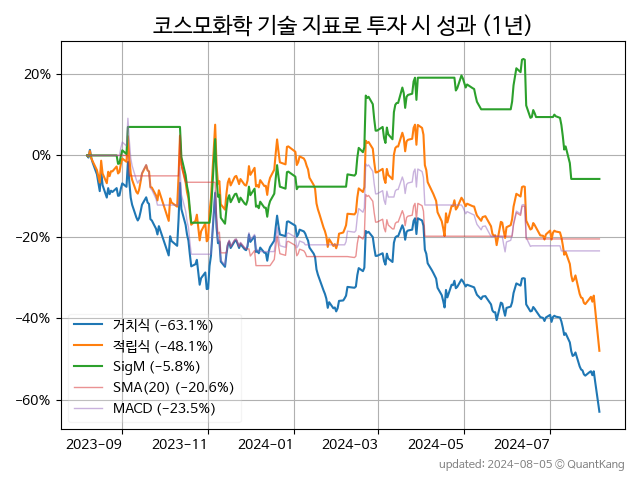 코스모화학 기술 지표로 투자 시 성과 (1년)
20%
0%
−20%
−40%
−60%
거치식 (−63.1%)
적립식 (−48.1%)
SigM (−5.8%)
SMA(20) (−20.6%)
MACD (−23.5%)
2023-09 2023-11 2024-01 2024-03 2024-05 2024-07
updated: 2024-08-05 © QuantKang